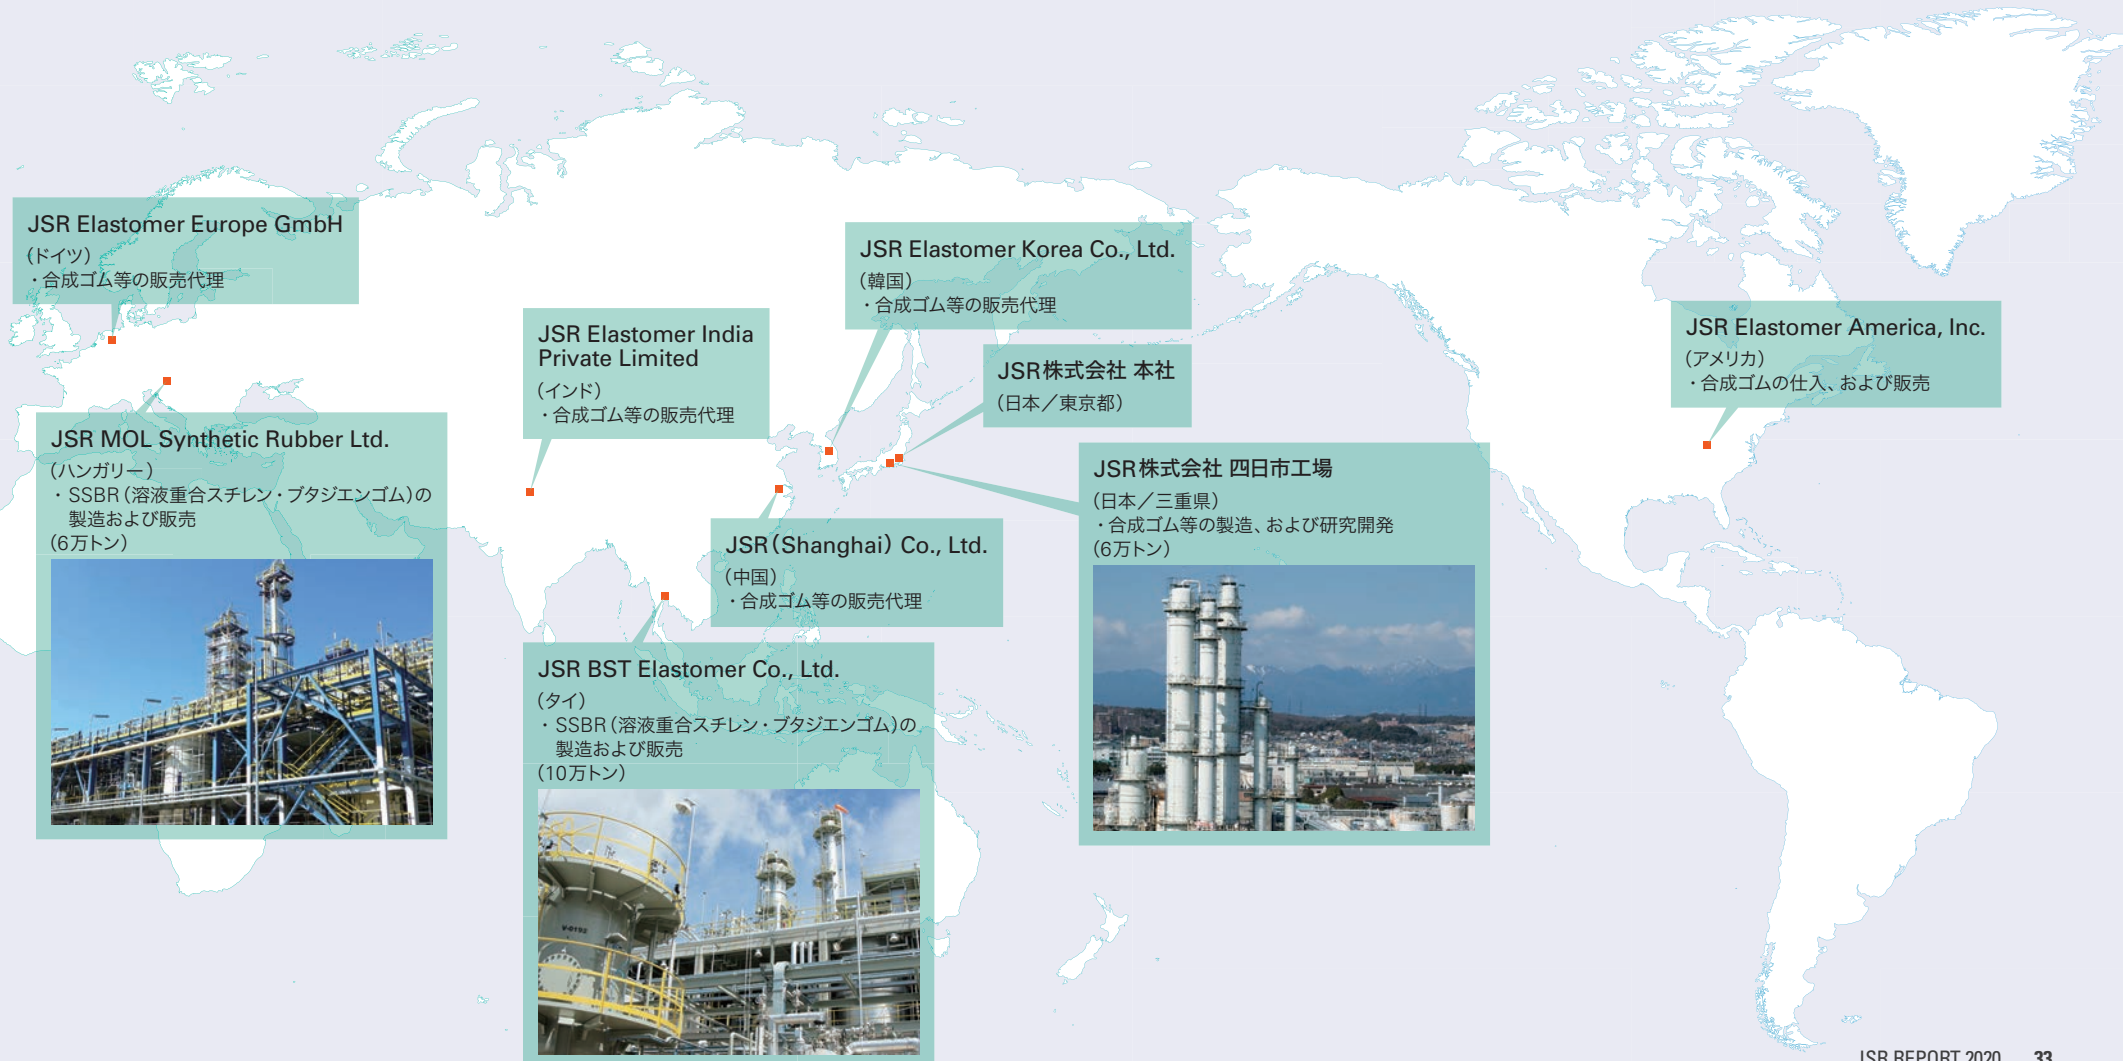 JSR Elastomer Europe GmbH
（ドイツ）
・合成ゴム等の販売代理
JSR MOL Synthetic Rubber Ltd.
（ハンガリー）
・SSBR（溶液重合スチレン・ブタジエンゴム）の
製造および販売
（6万トン）
JSR Elastomer India
Private Limited
（インド）
・合成ゴム等の販売代理
JSR Elastomer Korea Co., Ltd.
（韓国）
・合成ゴム等の販売代理
JSR株式会社 本社
（日本／東京都）
JSR（Shanghai）Co., Ltd.
（中国）
・合成ゴム等の販売代理
JSR BST Elastomer Co., Ltd.
（タイ）
・SSBR（溶液重合スチレン・ブタジエンゴム）の
製造および販売
（10万トン）
V-0192
JSR株式会社 四日市工場
（日本／三重県）
・合成ゴム等の製造、および研究開発
（6万トン）
JSR Elastomer America, Inc.
（アメリカ）
・合成ゴムの仕入、および販売
JSR REPORT 2020 33